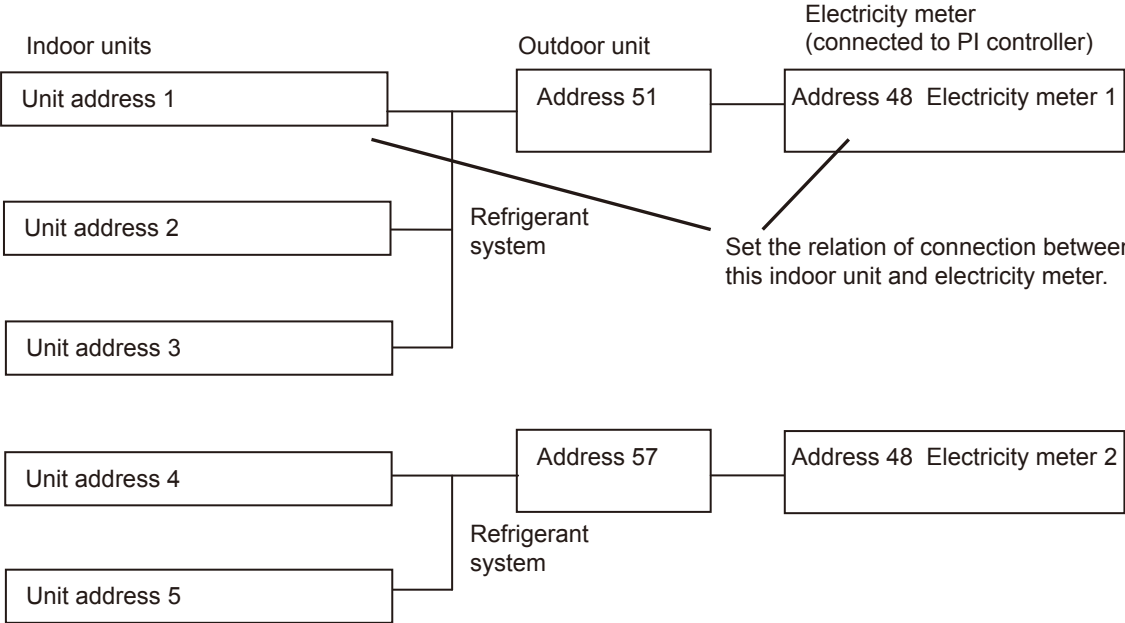 Indoor units
Outdoor unit
Electricity meter
(connected to PI controller)
Unit address 1
Address 51
Address 48 Electricity meter 1
Unit address 2
Refrigerant
system
Set the relation of connection between
this indoor unit and electricity meter.
Unit address 3
Unit address 4
Address 57
Address 48 Electricity meter 2
Refrigerant
system
Unit address 5